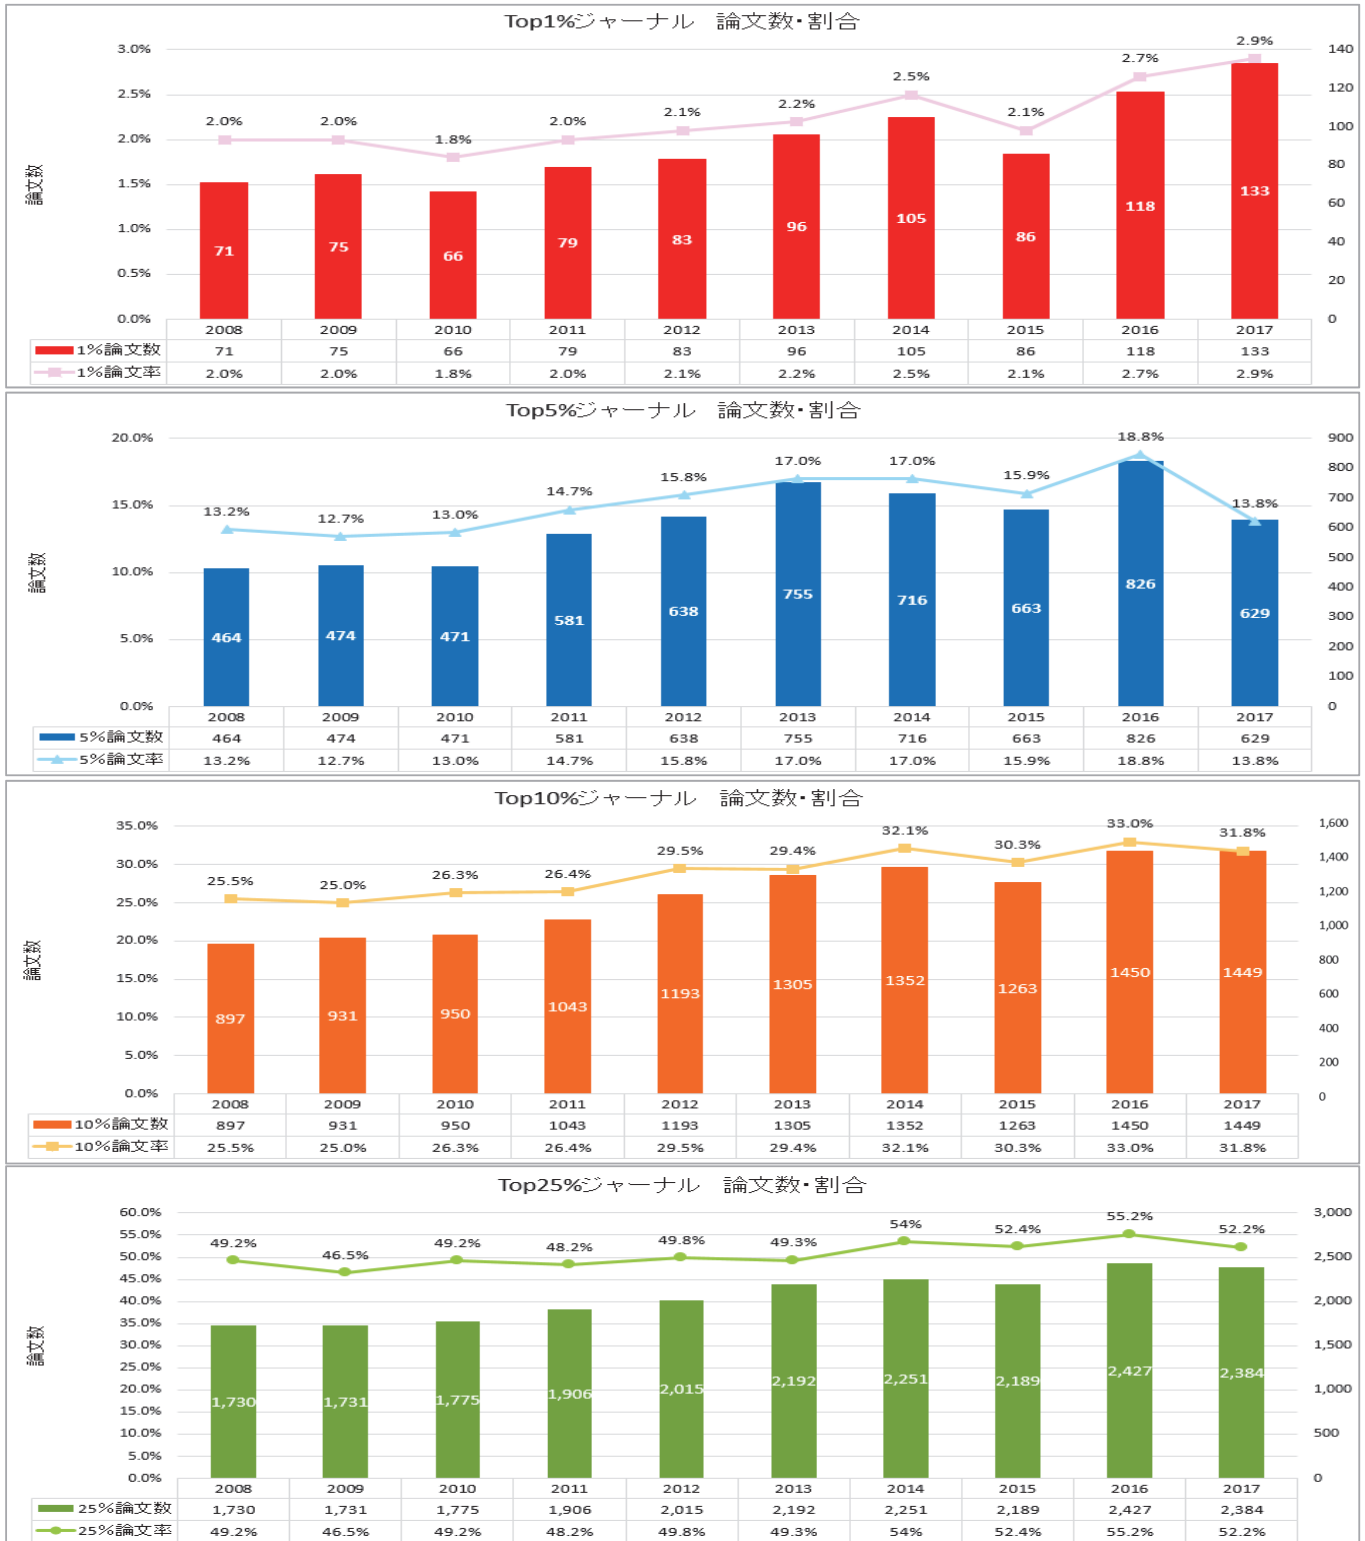 Top1%ジャーナル 論文数・割合
3.0%
2.5%
2.0%
1.5%
1.0%
0.5%
0.0%
論文数
140
120
100
80
60
40
20
0
2.0% 2.0% 1.8% 2.0% 2.1% 2.2% 2.5% 2.1% 2.7% 2.9%
71 75 66 79 83 96 105 86 118 133
2008 2009 2010 2011 2012 2013 2014 2015 2016 2017
1%論文数 71 75 66 79 83 96 105 86 118 133
1%論文率 2.0% 2.0% 1.8% 2.0% 2.1% 2.2% 2.5% 2.1% 2.7% 2.9%
Top5%ジャーナル 論文数・割合
20.0%
15.0%
10.0%
5.0%
0.0%
論文数
900
800
700
600
500
400
300
200
100
0
13.2% 12.7% 13.0% 14.7% 15.8% 17.0% 17.0% 15.9% 18.8% 13.8%
464 474 471 581 638 755 716 663 826 629
2008 2009 2010 2011 2012 2013 2014 2015 2016 2017
5%論文数 464 474 471 581 638 755 716 663 826 629
5%論文率 13.2% 12.7% 13.0% 14.7% 15.8% 17.0% 17.0% 15.9% 18.8% 13.8%
Top10%ジャーナル 論文数・割合
35.0%
30.0%
25.0%
20.0%
15.0%
10.0%
5.0%
0.0%
論文数
1,600
1,400
1,200
1,000
800
600
400
200
0
25.5% 25.0% 26.3% 26.4% 29.5% 29.4% 32.1% 30.3% 33.0% 31.8%
897 931 950 1043 1193 1305 1352 1263 1450 1449
2008 2009 2010 2011 2012 2013 2014 2015 2016 2017
10%論文数 897 931 950 1043 1193 1305 1352 1263 1450 1449
10%論文率 25.5% 25.0% 26.3% 26.4% 29.5% 29.4% 32.1% 30.3% 33.0% 31.8%
Top25%ジャーナル 論文数・割合
60.0%
55.0%
50.0%
45.0%
40.0%
35.0%
30.0%
25.0%
20.0%
15.0%
10.0%
5.0%
0.0%
論文数
3,000
2,500
2,000
1,500
1,000
500
0
49.2% 46.5% 49.2% 48.2% 49.8% 49.3% 54% 52.4% 55.2% 52.2%
1,730 1,731 1,775 1,906 2,015 2,192 2,251 2,189 2,427 2,384
2008 2009 2010 2011 2012 2013 2014 2015 2016 2017
25%論文数 1,730 1,731 1,775 1,906 2,015 2,192 2,251 2,189 2,427 2,384
25%論文率 49.2% 46.5% 49.2% 48.2% 49.8% 49.3% 54% 52.4% 55.2% 52.2%